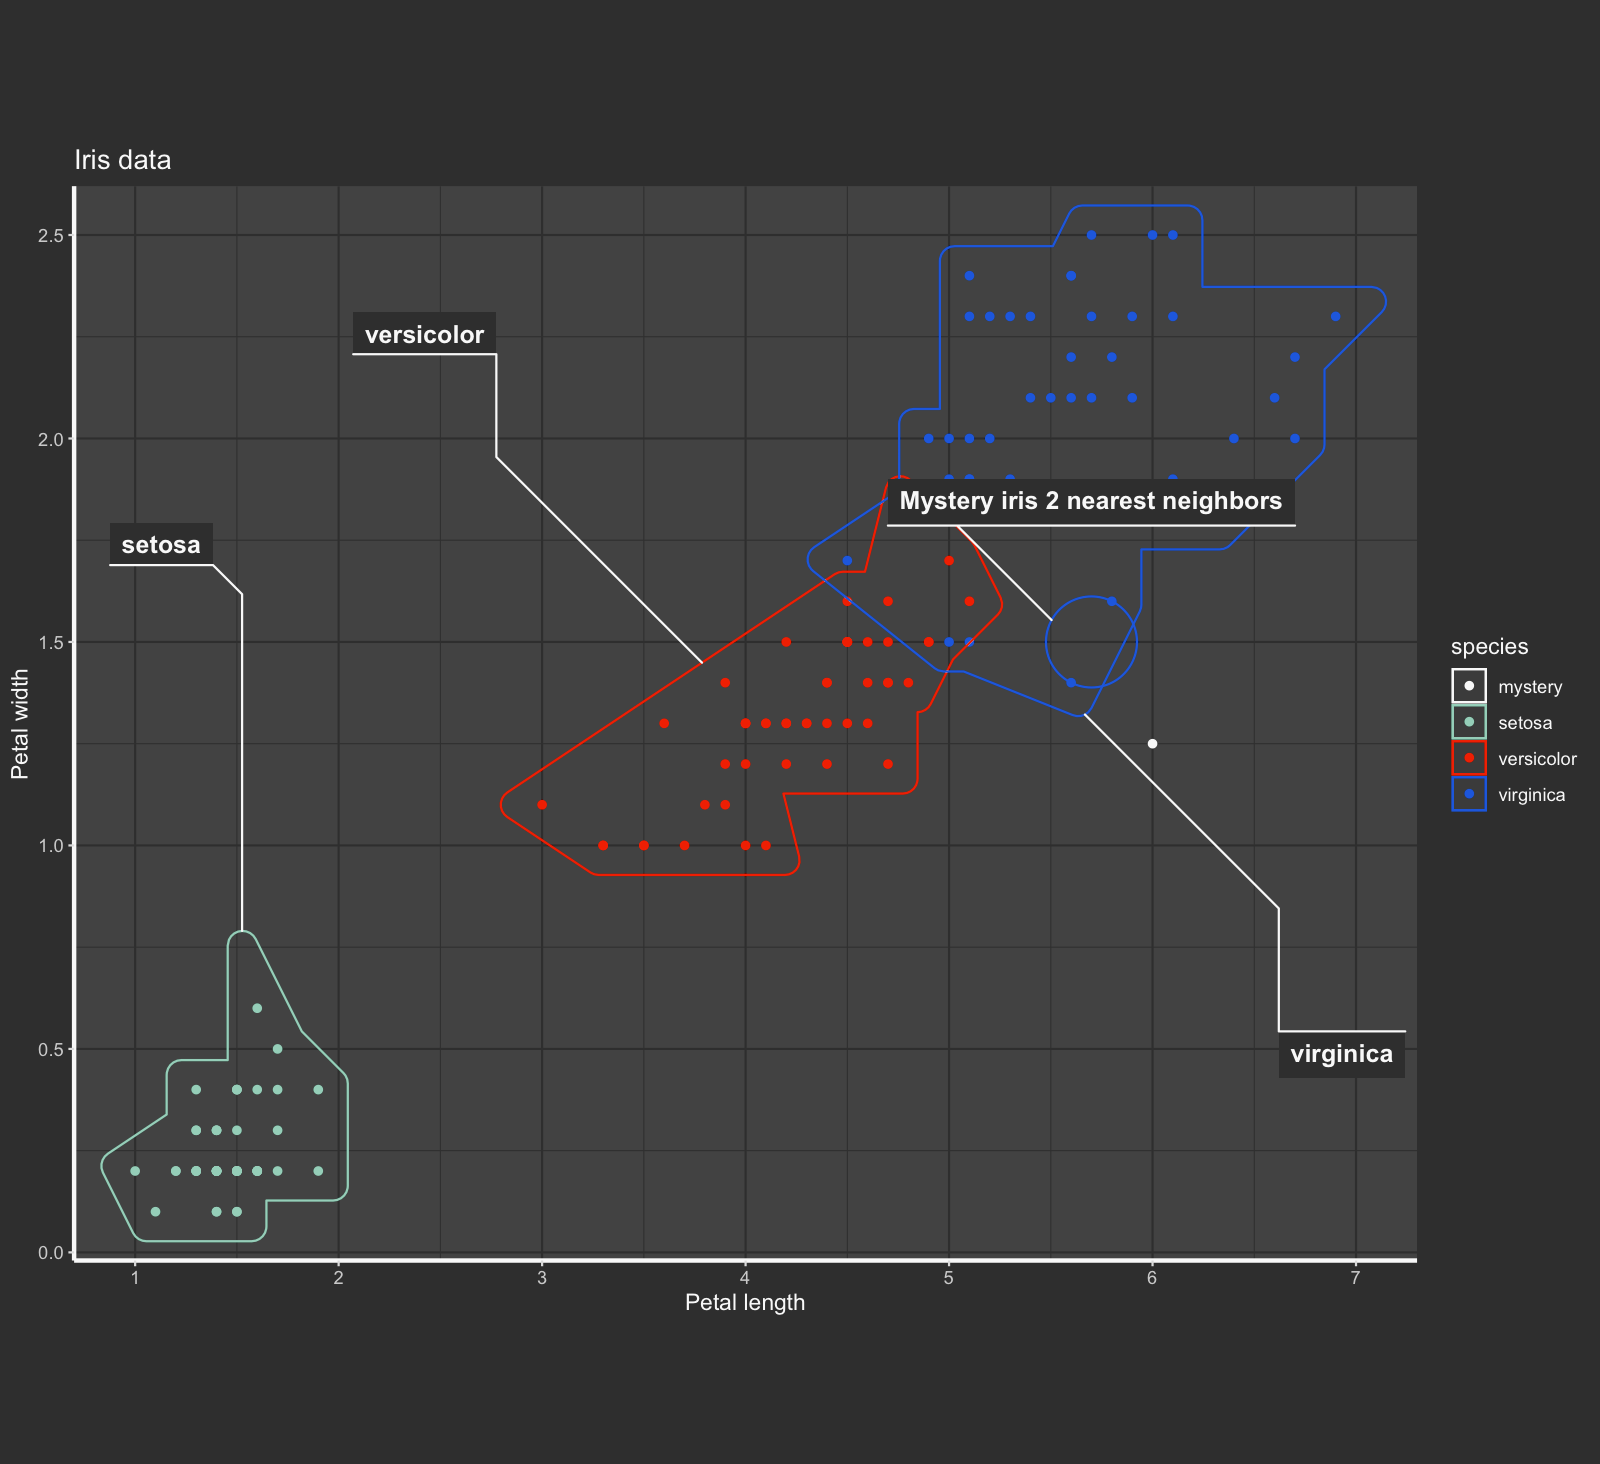 Iris data
2.5
versicolor
2.0
Mystery iris 2 nearest neighbors
setosa
1.5
Petal width
species
mystery
setosa
versicolor
virginica
1.0
0.5
virginica
0.0
1 2 3 4 5 6 7
Petal length